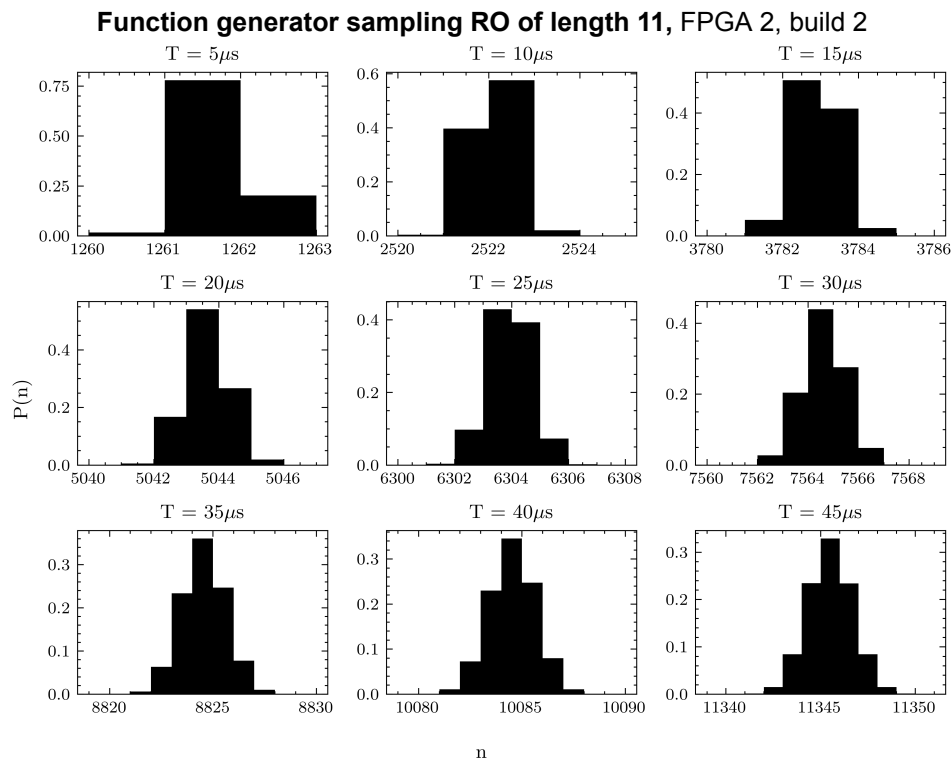 Function generator sampling RO of length 11, FPGA 2, build 2
T = 5μs
T = 10μs
T = 15μs
0.75
0.50
0.25
0.00
1260 1261 1262 1263
0.6
0.4
0.2
0.0
2520 2522 2524
0.4
0.2
0.0
3780 3782 3784 3786
T = 20μs
T = 25μs
T = 30μs
P(n)
0.4
0.2
0.0
5040 5042 5044 5046
0.4
0.2
0.0
6300 6302 6304 6306 6308
0.4
0.2
0.0
7560 7562 7564 7566 7568
T = 35μs
T = 40μs
T = 45μs
0.3
0.2
0.1
0.0
8820 8825 8830
0.3
0.2
0.1
0.0
10080 10085 10090
0.3
0.2
0.1
0.0
11340 11345 11350
n